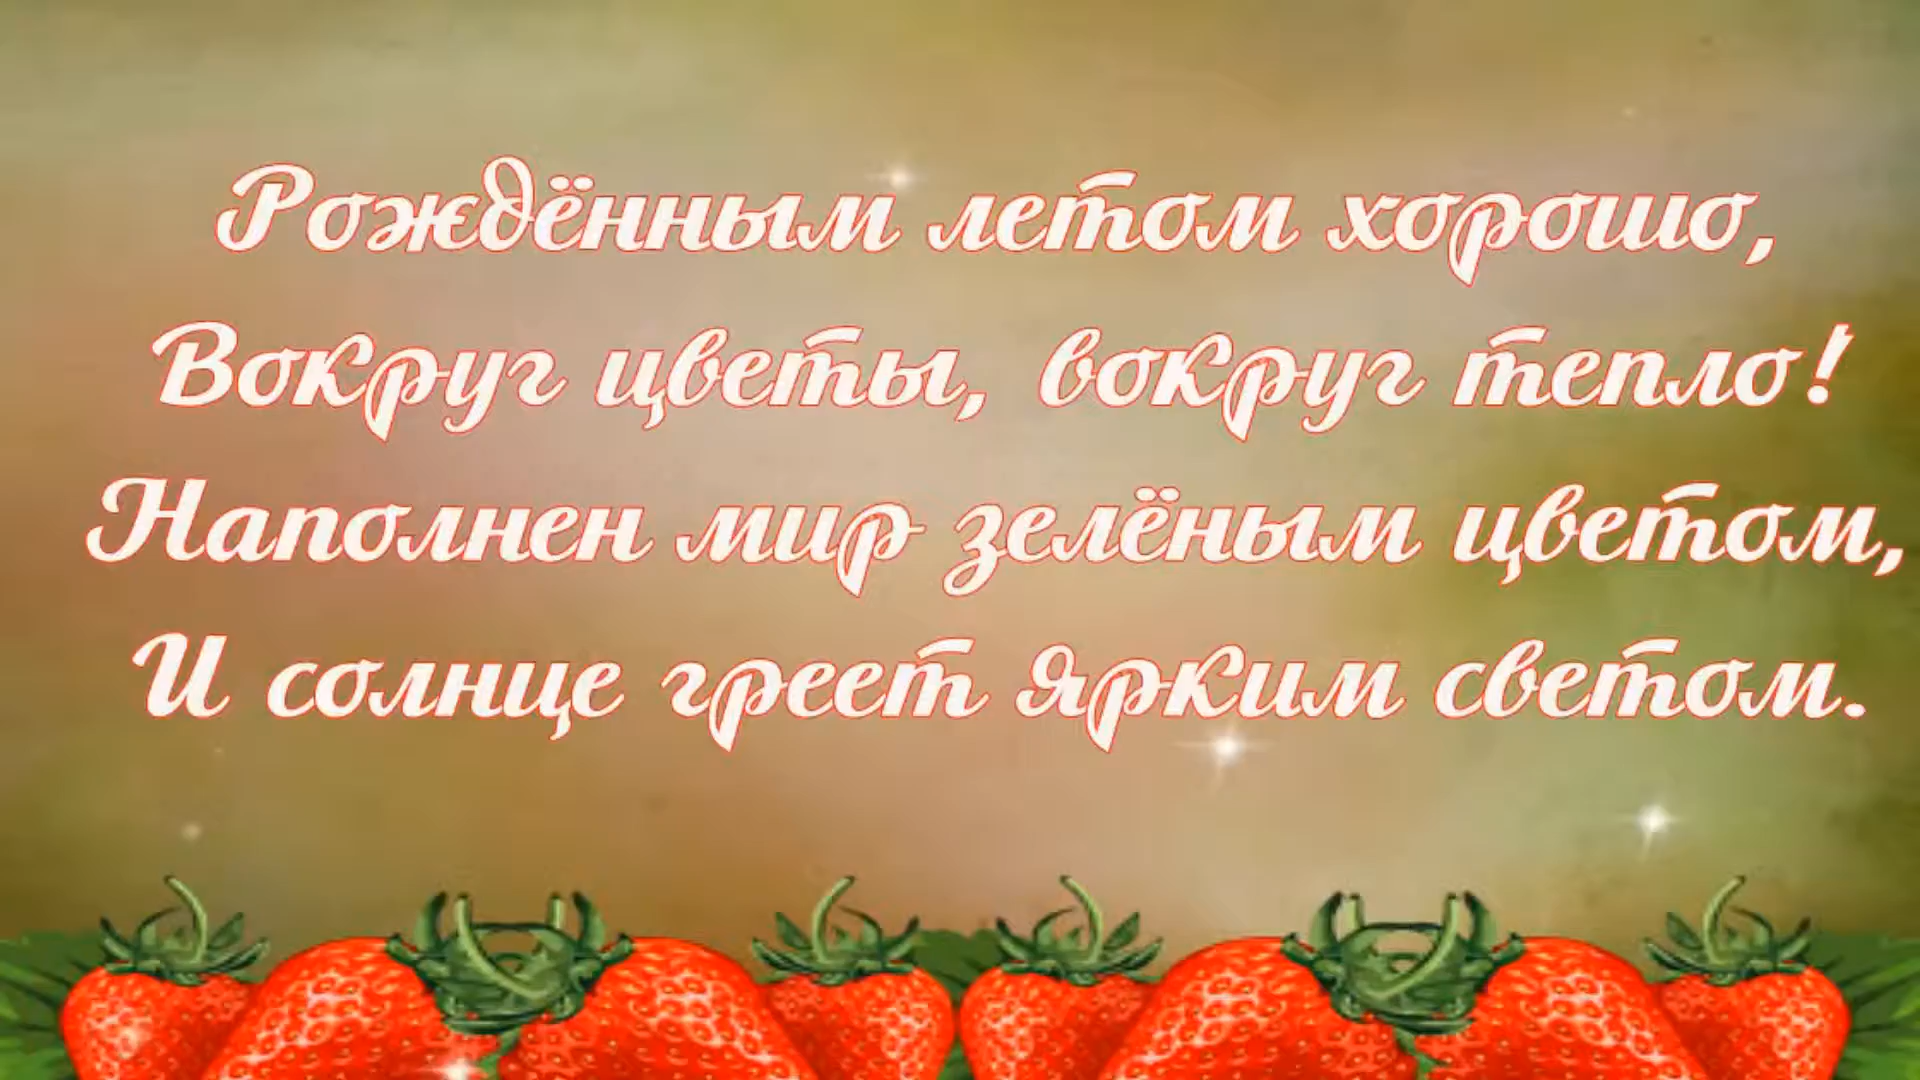 Рождённым летом хорошо,
Вокруг цветы, вокруг тепло!
Наполнен мир зелёным цветом,
И солнце греет ярким светом.